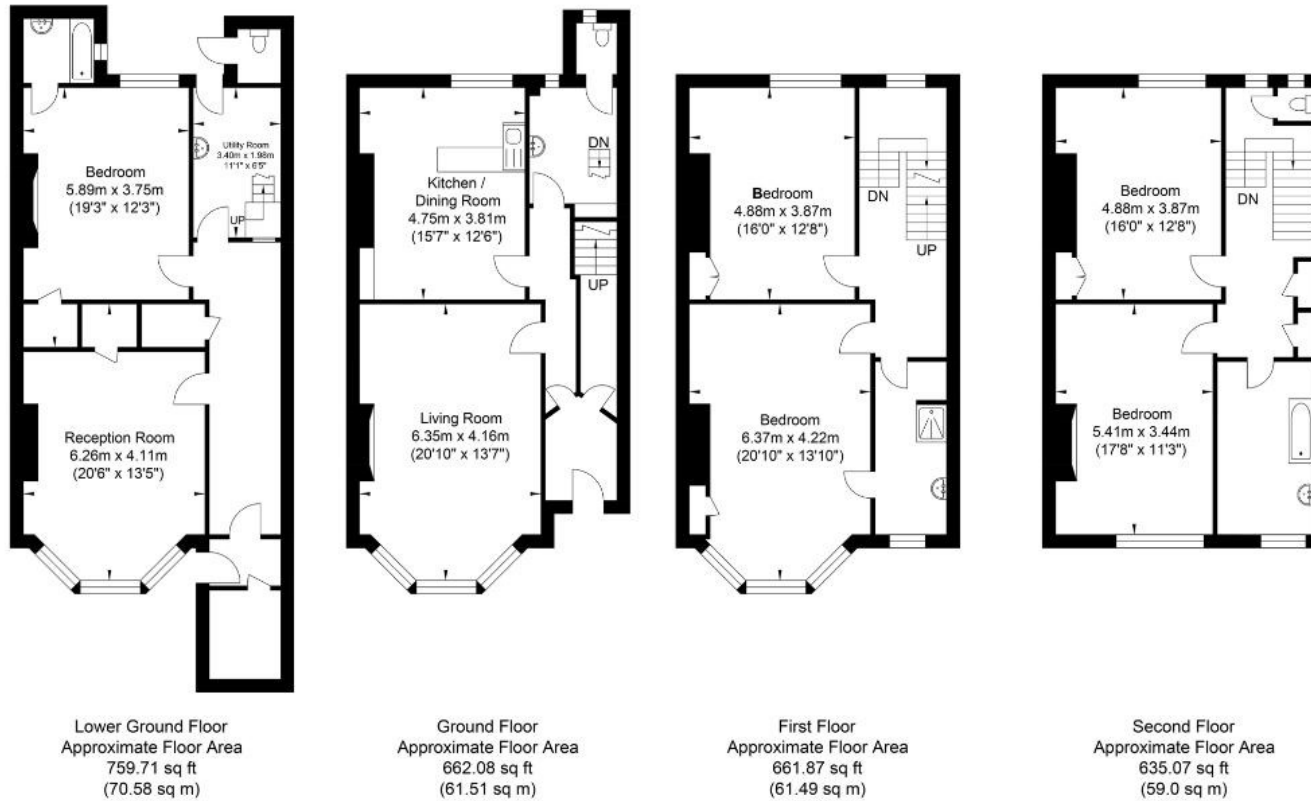 Utility Room
3.40m x 1.98m
11'1" x 6'5"
UP
Bedroom
5.89m x 3.75m
(19'3" x 12'3")
Reception Room
6.26m x 4.11m
(20'6" x 13'5")
Lower Ground Floor
Approximate Floor Area
759.71 sq ft
(70.58 sq m)
DN
Kitchen /
Dining Room
4.75m x 3.81m
(15'7" x 12'6")
UP
Living Room
6.35m x 4.16m
(20'10" x 13'7")
Ground Floor
Approximate Floor Area
662.08 sq ft
(61.51 sq m)
Bedroom
4.88m x 3.87m
(16'0" x 12'8")
DN
UP
Bedroom
6.37m x 4.22m
(20'10" x 13'10")
First Floor
Approximate Floor Area
661.87 sq ft
(61.49 sq m)
Bedroom
4.88m x 3.87m
(16'0" x 12'8")
DN
Bedroom
5.41m x 3.44m
(17'8" x 11'3")
Second Floor
Approximate Floor Area
635.07 sq ft
(59.0 sq m)